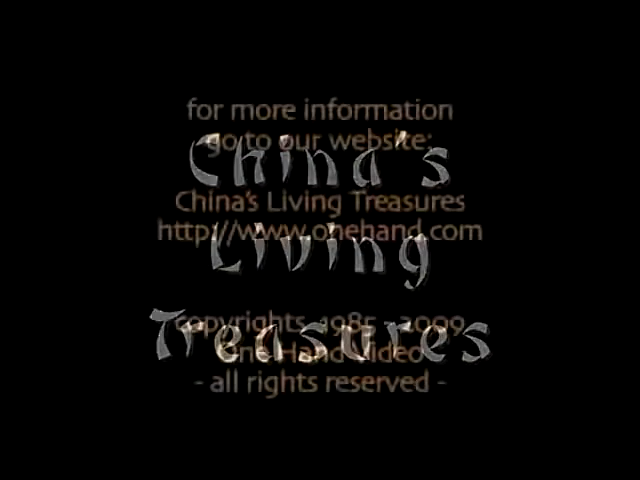 for more information
go to our website:
China's
China's Living Treasures
http://www.onehand.com
Living
copyrights 1985 - 2009
Treasures
One Hand Video
- all rights reserved -